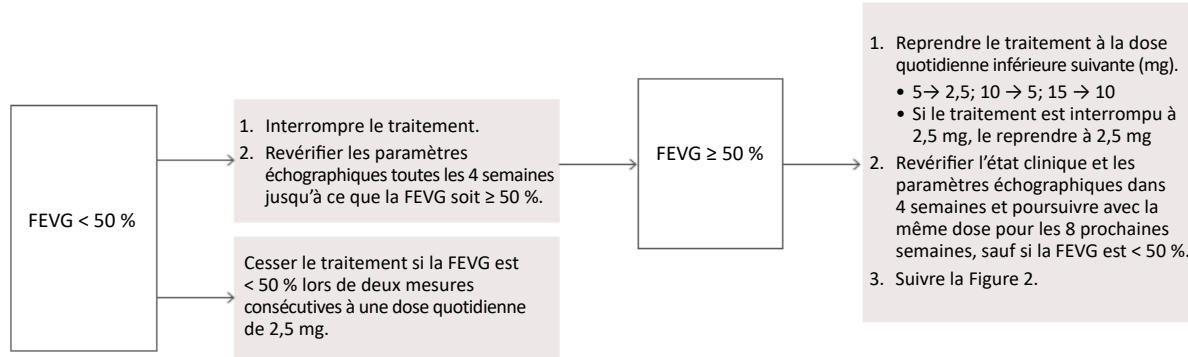 FEVG < 50 %
1. Interrompre le traitement.
2. Revérifier les paramètres
échographiques toutes les 4 semaines
jusqu’à ce que la FEVG soit ≥ 50 %.
Cesser le traitement si la FEVG est
< 50 % lors de deux mesures
consécutives à une dose quotidienne
de 2,5 mg.
FEVG ≥ 50 %
1. Reprendre le traitement à la dose
quotidienne inférieure suivante (mg).
• 5→ 2,5; 10 → 5; 15 → 10
• Si le traitement est interrompu à
2,5 mg, le reprendre à 2,5 mg
2. Revérifier l’état clinique et les
paramètres échographiques dans
4 semaines et poursuivre avec la
même dose pour les 8 prochaines
semaines, sauf si la FEVG est < 50 %.
3. Suivre la Figure 2.